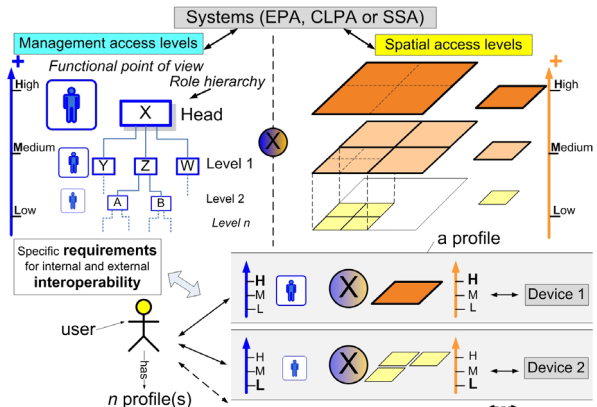 Systems (EPA, CLPA or SSA)
Management access levels
Spatial access levels
Functional point of view
Role hierarchy
+
High
Medium
Low
X
Head
Y
Z
W
Level 1
A
B
Level 2
Level n
X
+
High
Medium
Low
Specific requirements
for internal and external
interoperability
a profile
user
has
n profile(s)
H
M
L
X
H
M
L
Device 1
H
M
L
X
H
M
L
Device 2